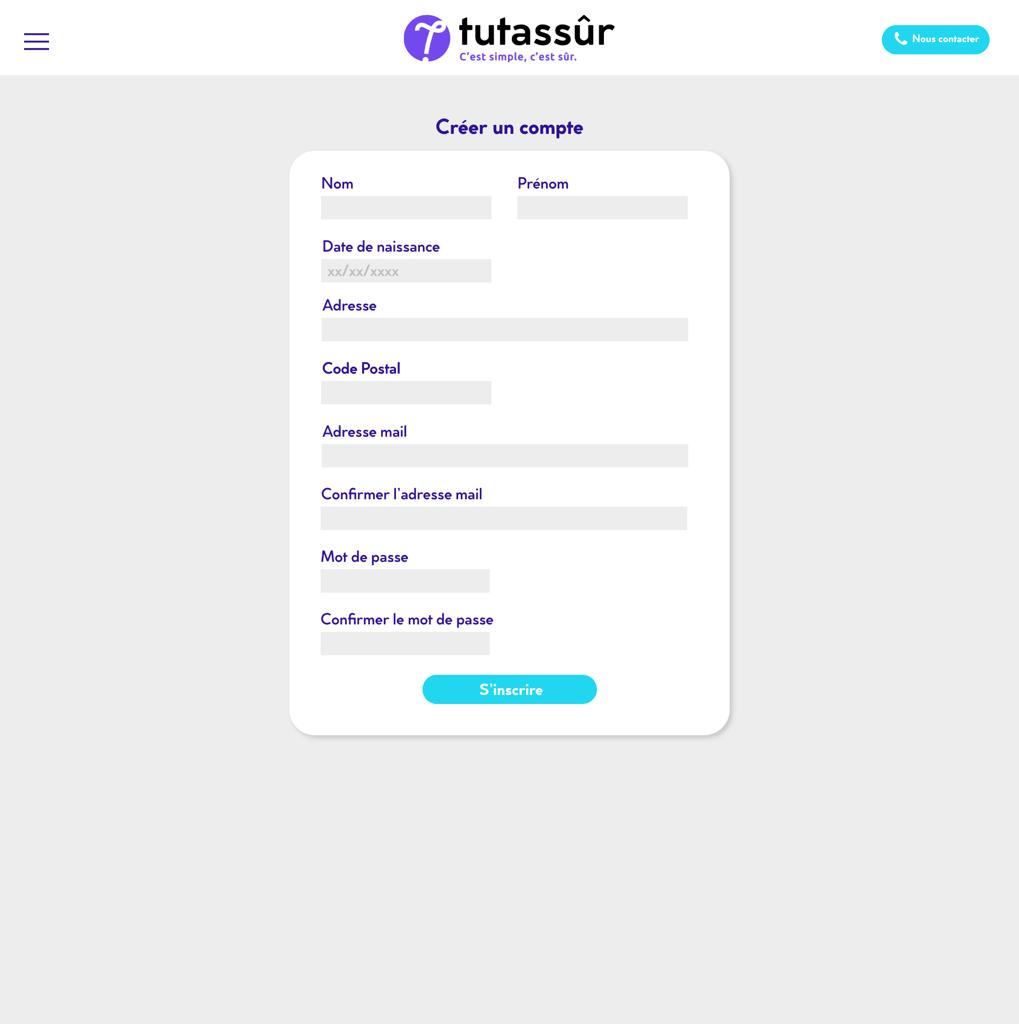 tutassûr
C'est simple, c'est sûr.
Nous contacter
Créer un compte
Nom
Prénom
Date de naissance
xx/xx/xxxx
Adresse
Code Postal
Adresse mail
Confirmer l'adresse mail
Mot de passe
Confirmer le mot de passe
S'inscrire